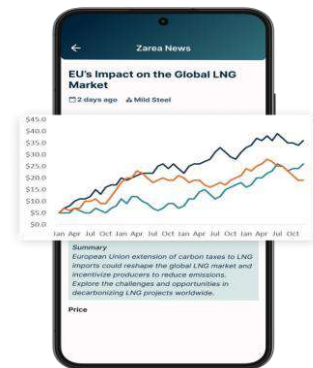 Zarea News
EU's Impact on the Global LNG
Market
2 days ago Mild Steel
$45.0
$40.0
$35.0
$30.0
$25.0
$20.0
$15.0
$10.0
$5.0
$0.0
Jan Apr Jul Oct Jan Apr Jul Oct Jan Apr Jul Oct Jan Apr Jul Oct
Summary
European Union extension of carbon taxes to LNG
imports could reshape the global LNG market and
incentivize producers to reduce emissions.
Explore the challenges and opportunities in
decarbonizing LNG projects worldwide.
Price